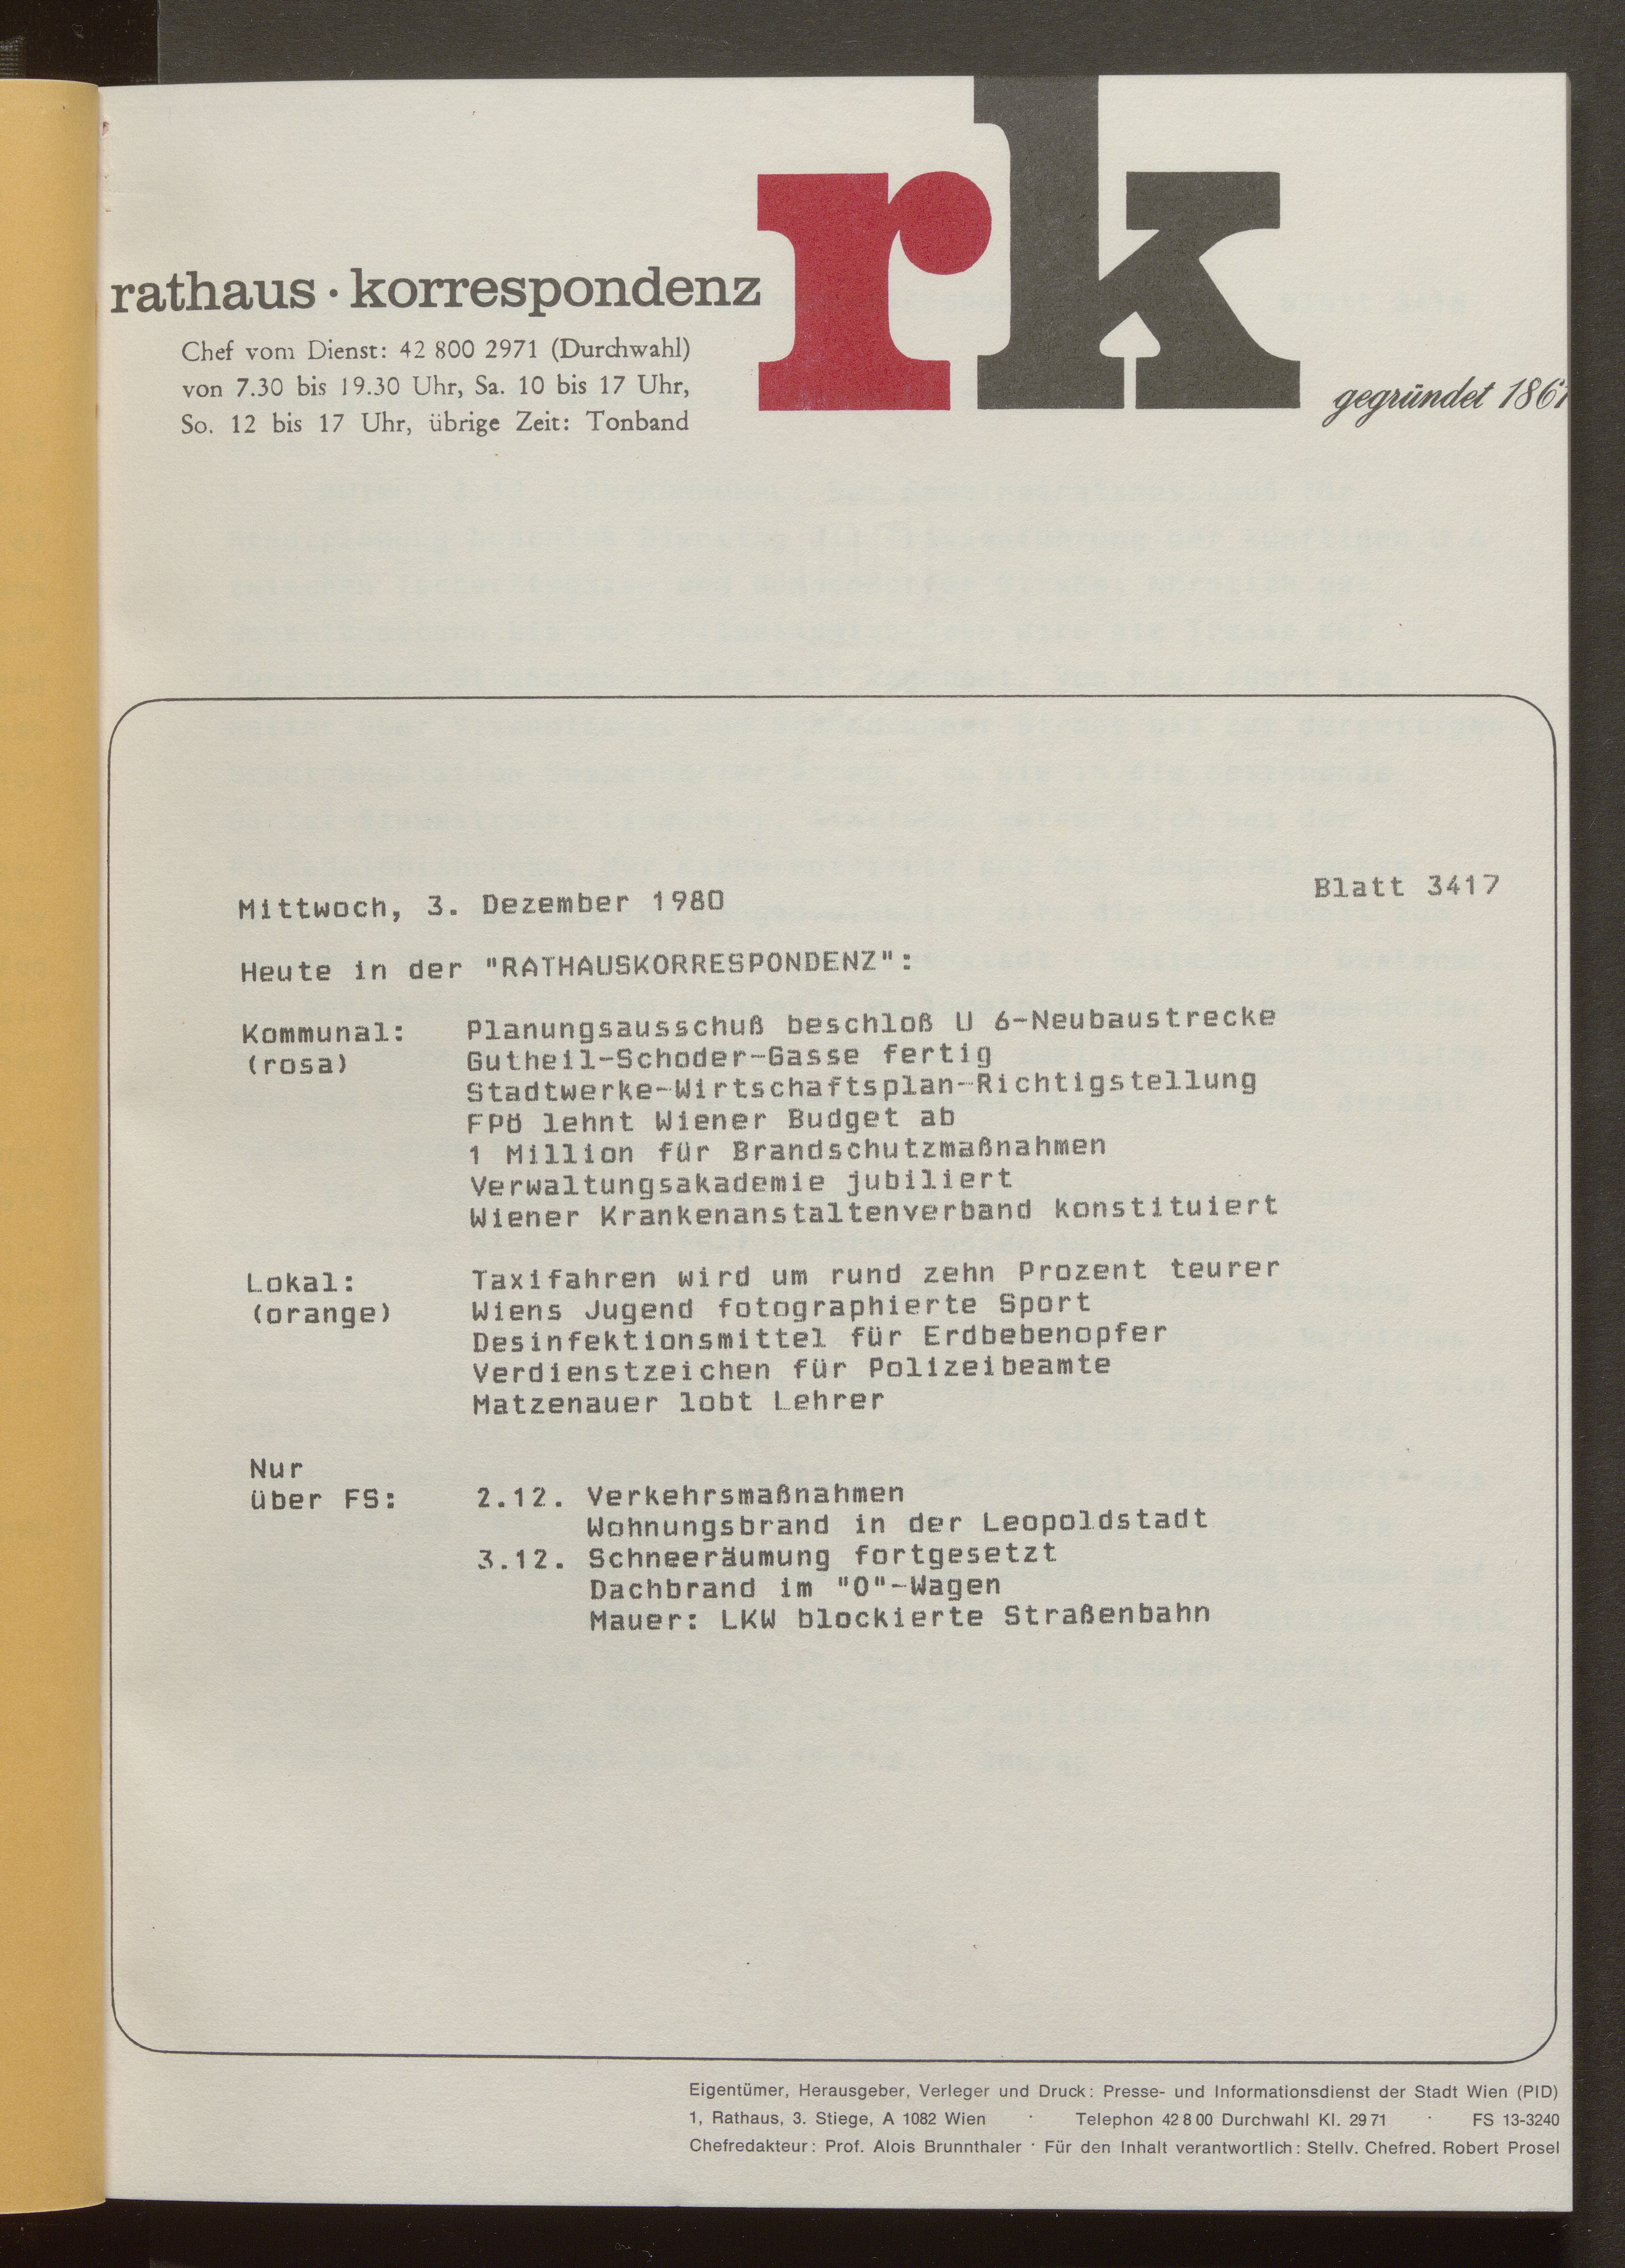 rk
rathaus · korrespondenz
Chef vom Dienst: 42 800 2971 (Durchwahl)
von 7.30 bis 19.30 Uhr, Sa. 10 bis 17 Uhr,
So. 12 bis 17 Uhr, übrige Zeit: Tonband
gegründet 1861
Mittwoch, 3. Dezember 1980 Blatt 3417
Heute in der "RATHAUSKORRESPONDENZ":
Kommunal: Planungsausschuß beschloß U 6-Neubaustrecke
(rosa) Gutheil-Schoder-Gasse fertig
Stadtwerke-Wirtschaftsplan-Richtigstellung
FPÖ lehnt Wiener Budget ab
1 Million für Brandschutzmaßnahmen
Verwaltungsakademie jubiliert
Wiener Krankenanstaltenverband konstituiert
Lokal: Taxifahren wird um rund zehn Prozent teurer
(orange) Wiens Jugend fotographierte Sport
Desinfektionsmittel für Erdbebenopfer
Verdienstzeichen für Polizeibeamte
Matzenauer lobt Lehrer
Nur
über FS: 2.12. Verkehrsmaßnahmen
Wohnungsbrand in der Leopoldstadt
3.12. Schneeräumung fortgesetzt
Dachbrand im "O"-Wagen
Mauer: LKW blockierte Straßenbahn
Eigentümer, Herausgeber, Verleger und Druck: Presse- und Informationsdienst der Stadt Wien (PID)
1, Rathaus, 3. Stiege, A 1082 Wien · Telephon 42 8 00 Durchwahl Kl. 29 71 · FS 13-3240
Chefredakteur: Prof. Alois Brunnthaler · Für den Inhalt verantwortlich: Stellv. Chefred. Robert Prosel